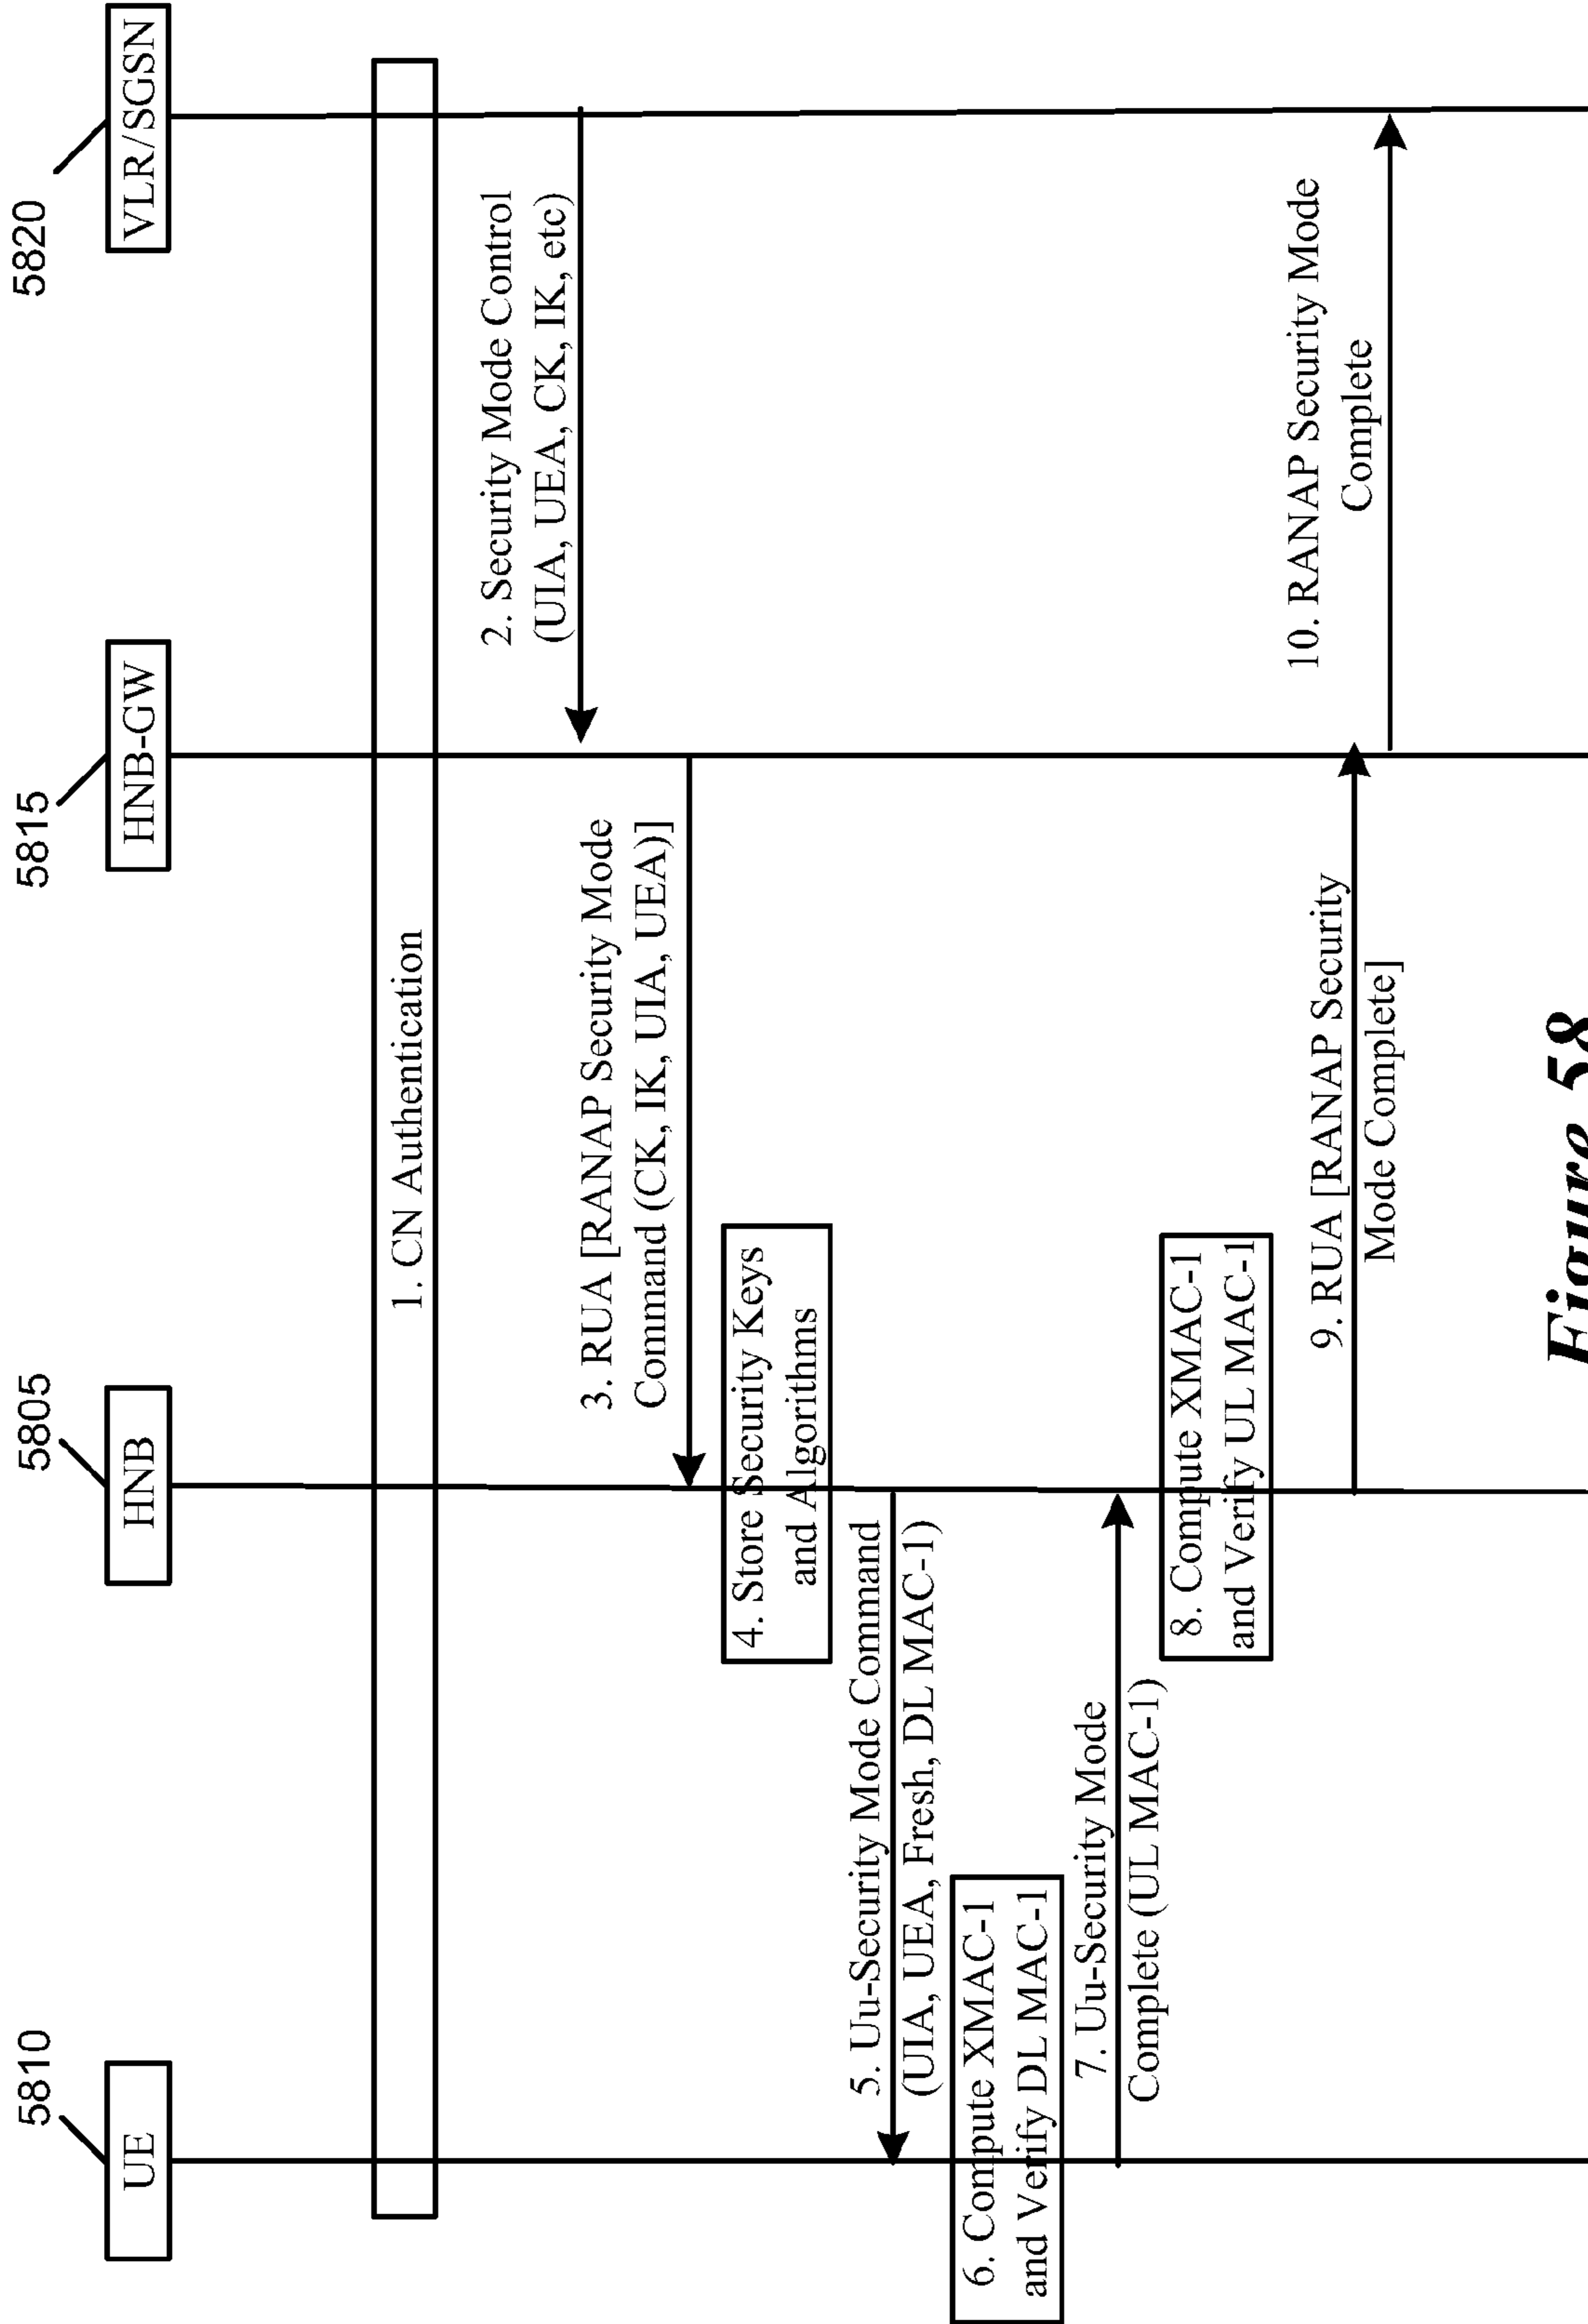 5810
5805
5815
5820
UE
HNB
HNB-GW
VLR/SGSN
1. CN Authentication
2. Security Mode Control
(UIA, UEA, CK, IK, etc)
3. RUA [RANAP Security Mode
Command (CK, IK, UIA, UEA)]
4. Store Security Keys
and Algorithms
5. Uu-Security Mode Command
(UIA, UEA, Fresh, DL MAC-1)
6. Compute XMAC-1
and Verify DL MAC-1
7. Uu-Security Mode
Complete (UL MAC-1)
8. Compute XMAC-1
and Verify UL MAC-1
9. RUA [RANAP Security
Mode Complete]
10. RANAP Security Mode
Complete
Figure 58